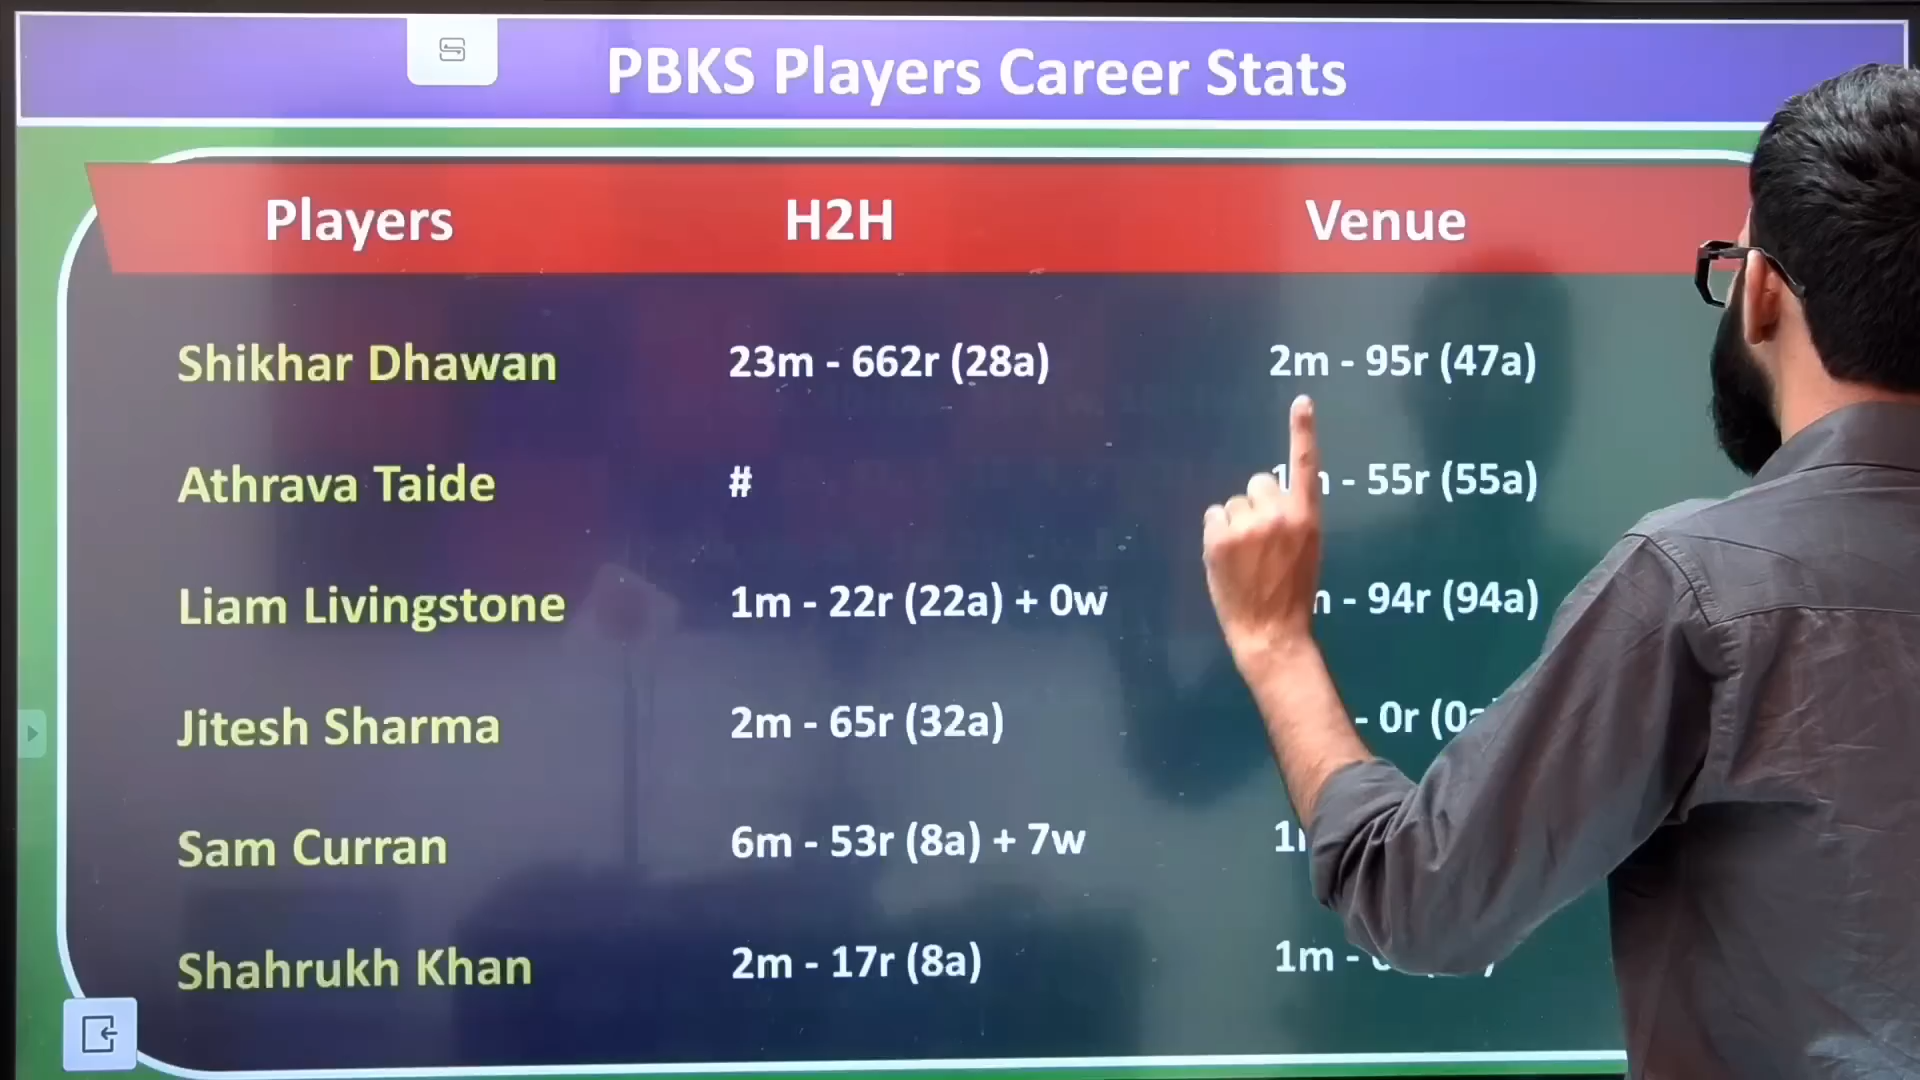 PBKS Players Career Stats
Players H2H Venue
Shikhar Dhawan 23m - 662r (28a) 2m - 95r (47a)
Athrava Taide # - 55r (55a)
Liam Livingstone 1m - 22r (22a) + 0w - 94r (94a)
Jitesh Sharma 2m - 65r (32a) - 0r
Sam Curran 6m - 53r (8a) + 7w
Shahrukh Khan 2m - 17r (8a) 1m -